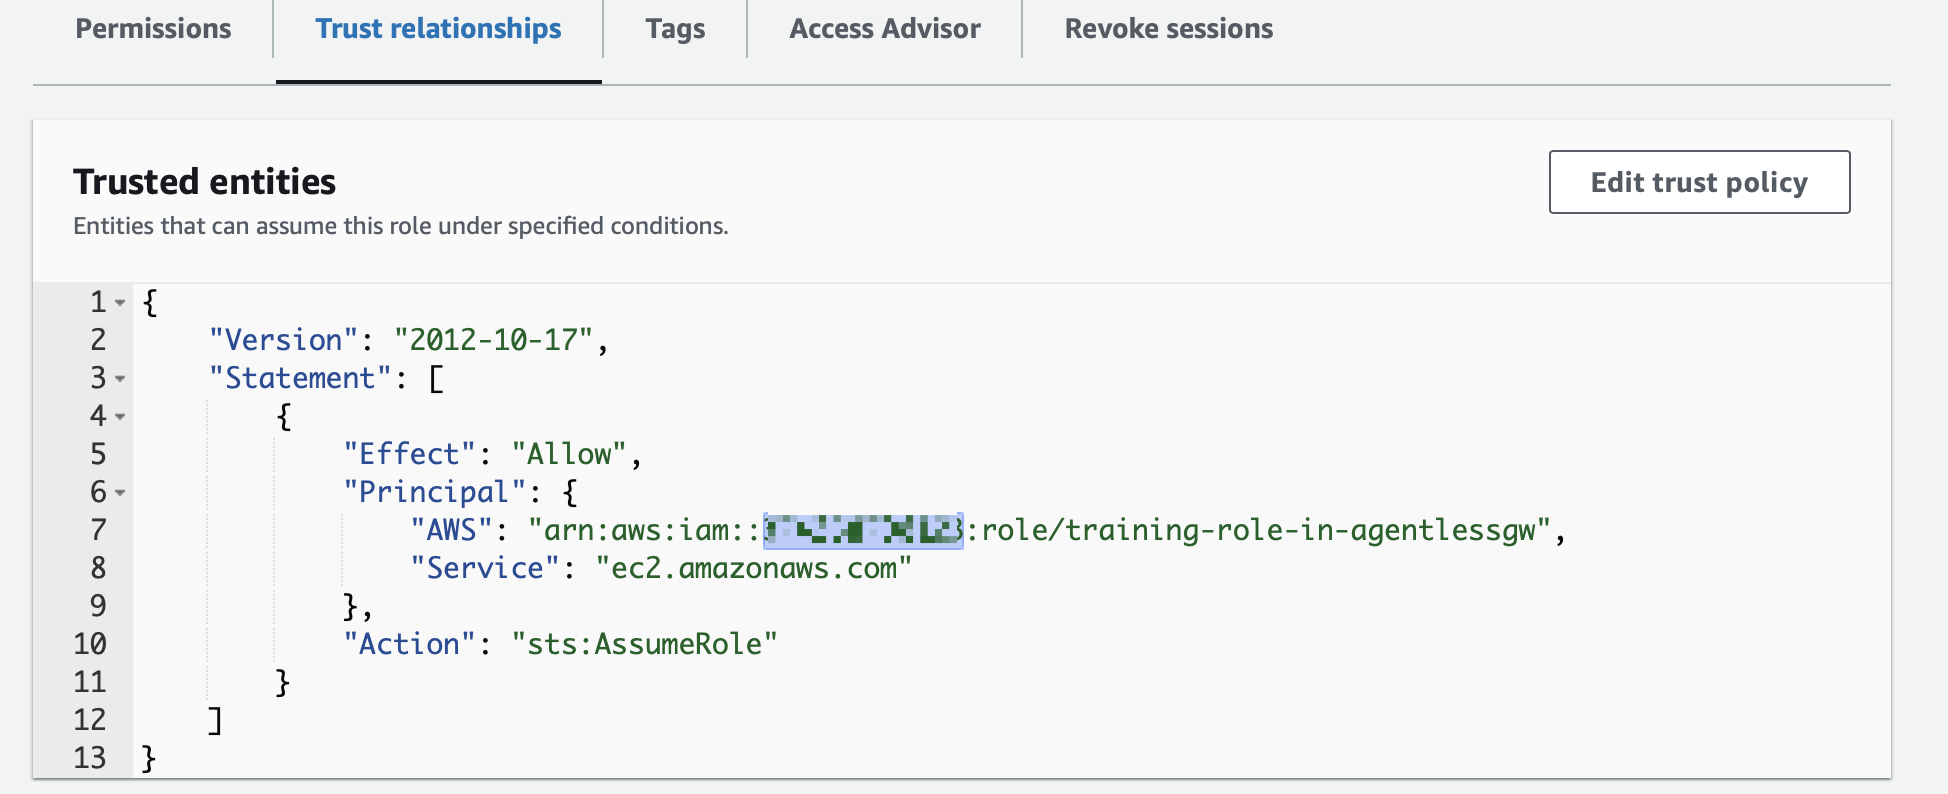 Permissions
Trust relationships
Tags
Access Advisor
Revoke sessions
Trusted entities
Edit trust policy
Entities that can assume this role under specified conditions.
1 {
2 "Version": "2012-10-17",
3 "Statement": [
4 {
5 "Effect": "Allow",
6 "Principal": {
7 "AWS": "arn:aws:iam:: :role/training-role-in-agentlessgw",
8 "Service": "ec2.amazonaws.com"
9 },
10 "Action": "sts:AssumeRole"
11 }
12 ]
13 }